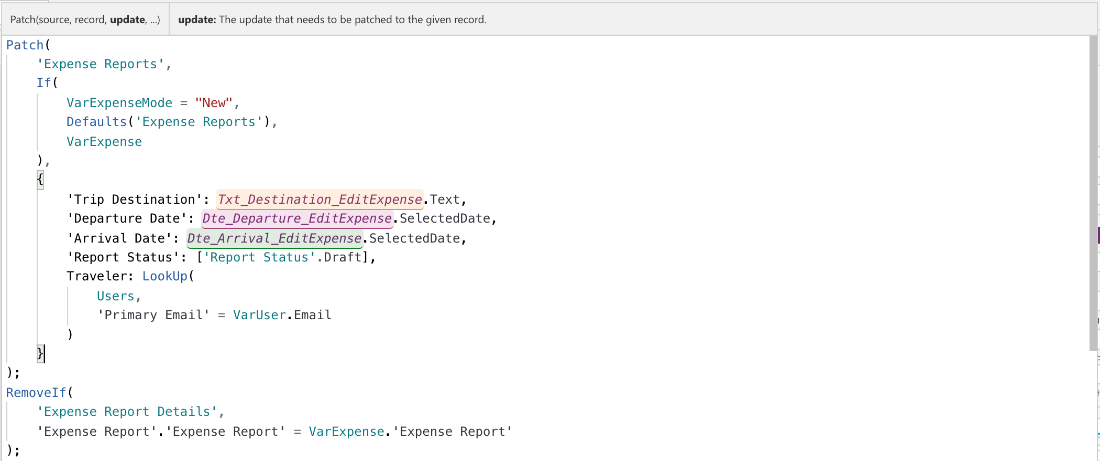 Patch(source, record, update, ...) update: The update that needs to be patched to the given record.
Patch(
'Expense Reports',
If(
VarExpenseMode = "New",
Defaults('Expense Reports'),
VarExpense
),
{
'Trip Destination': Txt_Destination_EditExpense.Text,
'Departure Date': Dte_Departure_EditExpense.SelectedDate,
'Arrival Date': Dte_Arrival_EditExpense.SelectedDate,
'Report Status': ['Report Status'.Draft],
Traveler: LookUp(
Users,
'Primary Email' = VarUser.Email
)
}
);
RemoveIf(
'Expense Report Details',
'Expense Report'.'Expense Report' = VarExpense.'Expense Report'
);